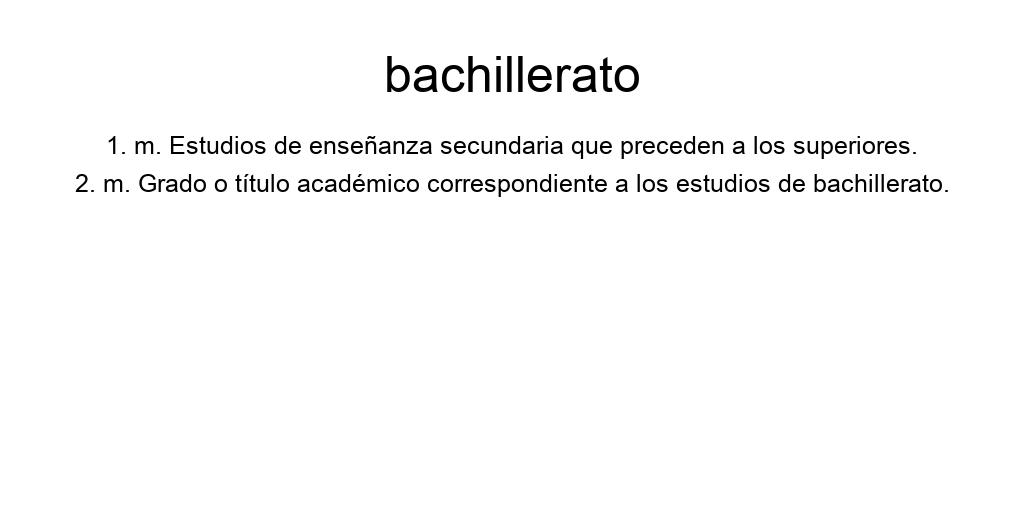 bachillerato
1. m. Estudios de enseñanza secundaria que preceden a los superiores.
2. m. Grado o título académico correspondiente a los estudios de bachillerato.